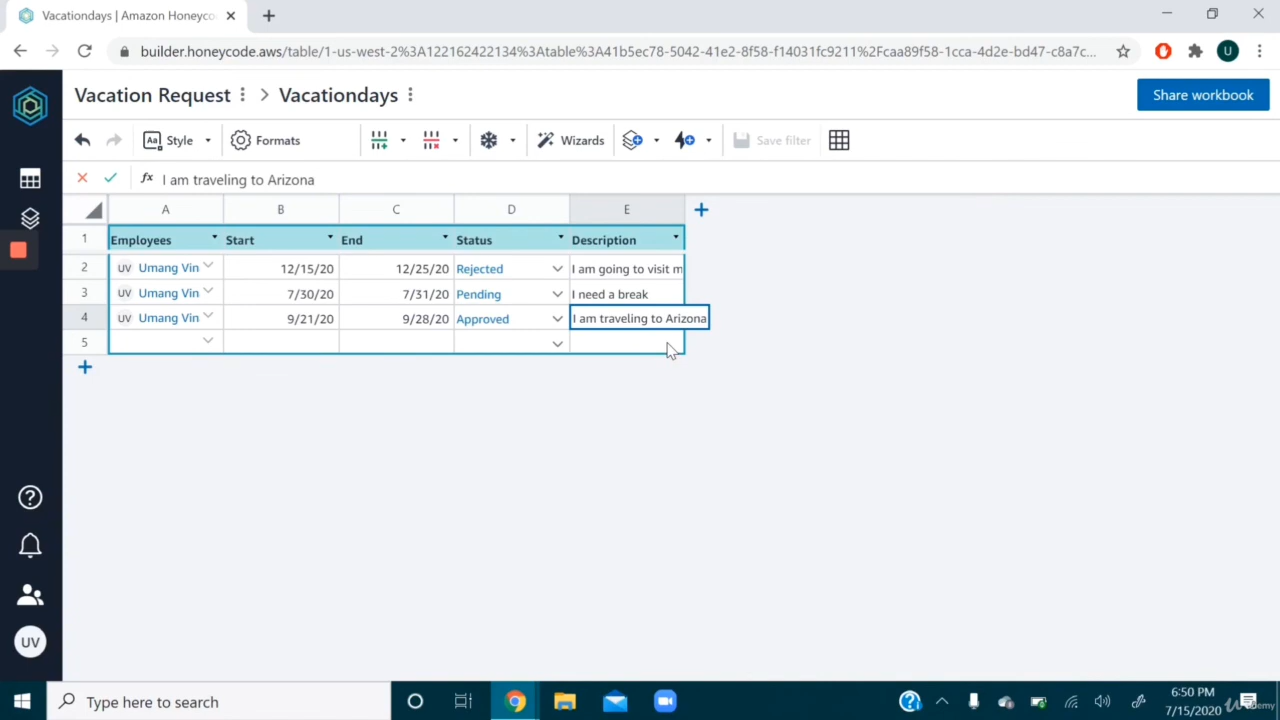 Vacationdays | Amazon Honeyco
builder.honeycode.aws/table/1-us-west-2%3A122162422134%3Atable%3A41b5ec78-5042-41e2-8f58-f14031fc9211%2Fcaa89f58-1cca-4d2e-bd47-c8a7c...
U
Vacation Request > Vacationdays
Share workbook
Aa Style Formats Wizards Save filter
fx I am traveling to Arizona
A B C D E
1 Employees Start End Status Description
2 UV Umang Vin 12/15/20 12/25/20 Rejected I am going to visit m
3 UV Umang Vin 7/30/20 7/31/20 Pending I need a break
4 UV Umang Vin 9/21/20 9/28/20 Approved I am traveling to Arizona
5
UV
Type here to search
6:50 PM
7/15/2020